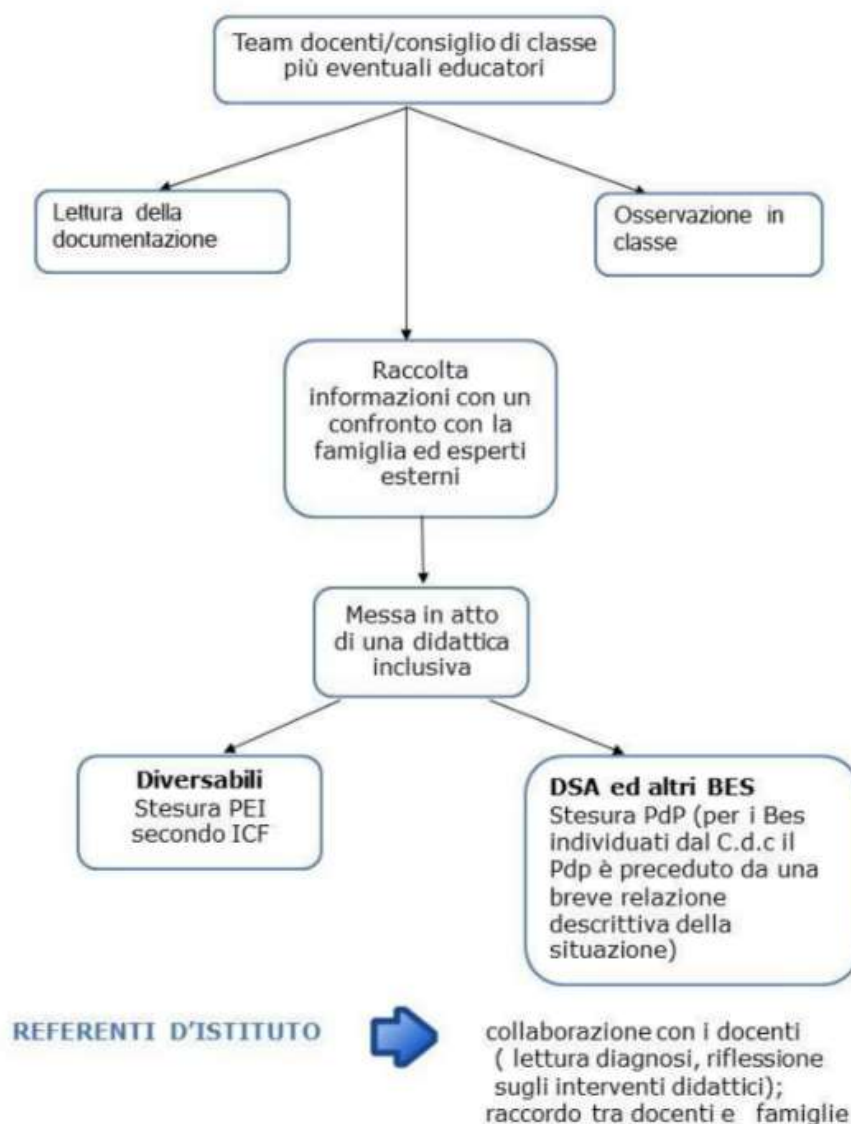 Team docenti/consiglio di classe
più eventuali educatori
Lettura della
documentazione
Osservazione in
classe
Raccolta
informazioni con un
confronto con la
famiglia ed esperti
esterni
Messa in atto
di una didattica
inclusiva
Diversabili
Stesura PEI
secondo ICF
DSA ed altri BES
Stesura PdP (per i Bes
individuati dal C.d.c il
Pdp è preceduto da una
breve relazione
descrittiva della
situazione)
REFERENTI D'ISTITUTO
collaborazione con i docenti
( lettura diagnosi, riflessione
sugli interventi didattici);
raccordo tra docenti e famiglie